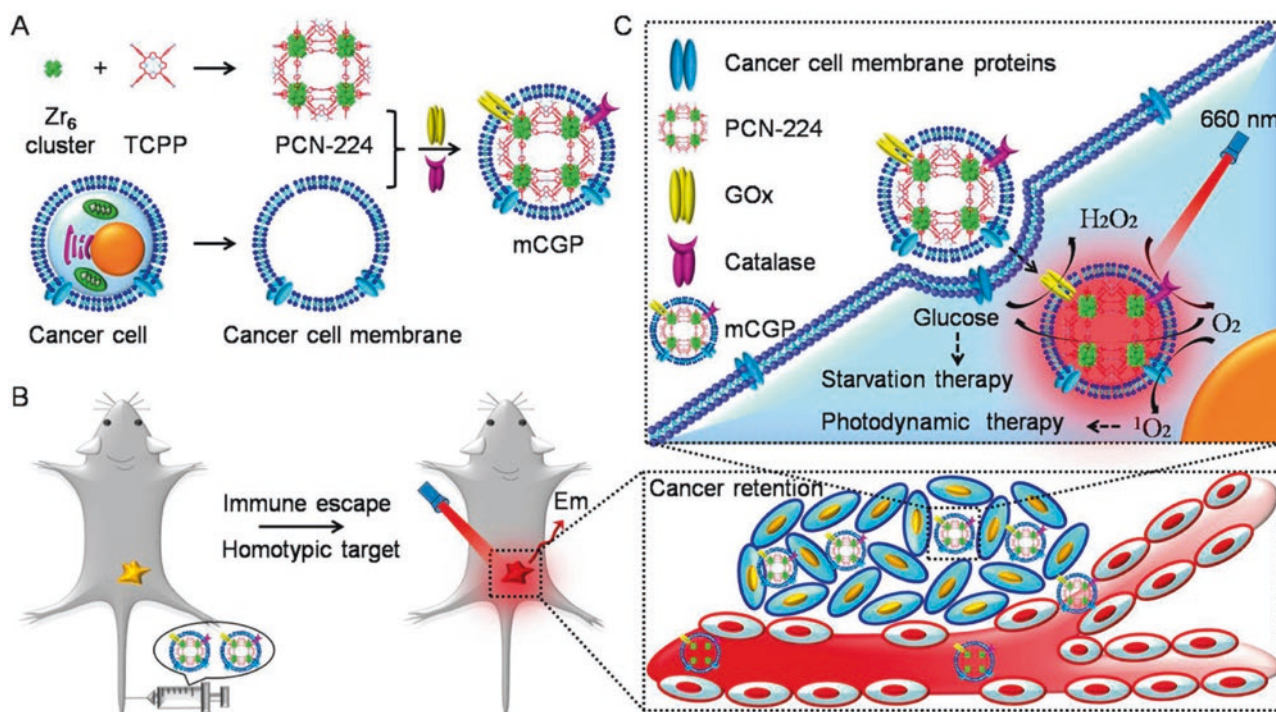 A
Zr6
cluster
+
TCPP
PCN-224
mCGP
Cancer cell
Cancer cell membrane
B
Immune escape
Homotypic target
Em
C
Cancer cell membrane proteins
PCN-224
GOx
Catalase
mCGP
660 nm
H2O2
Glucose
O2
Starvation therapy
Photodynamic therapy
1O2
Cancer retention